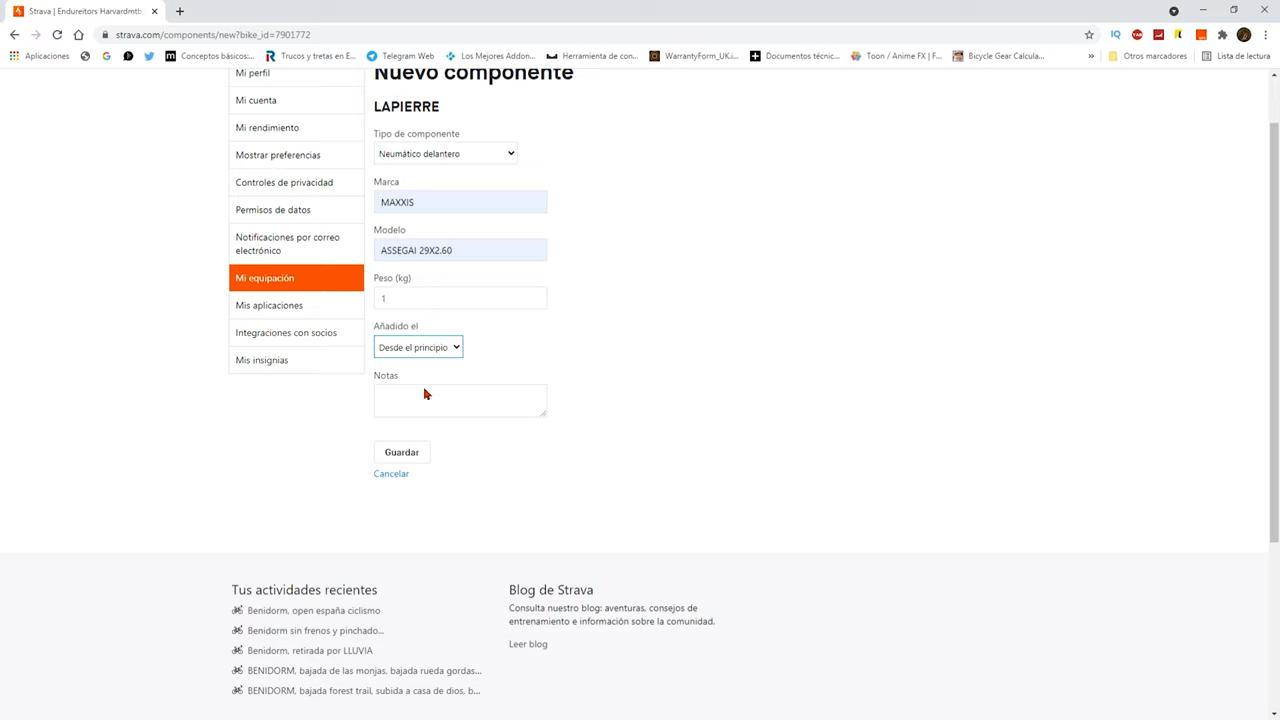 Strava | Endureitors Harvardmtb
strava.com/components/new?bike_id=7901772
Aplicaciones
Conceptos básicos:...
Trucos y tretas en E...
Telegram Web
Los Mejores Addon...
Herramienta de con...
WarrantyForm_UK.i...
Documentos técnic...
Toon / Anime FX | F...
Bicycle Gear Calcula...
»
Otros marcadores
Lista de lectura
Mi perfil
Mi cuenta
Mi rendimiento
Mostrar preferencias
Controles de privacidad
Permisos de datos
Notificaciones por correo
electrónico
Mi equipación
Mis aplicaciones
Integraciones con socios
Mis insignias
Nuevo componente
LAPIERRE
Tipo de componente
Neumático delantero
Marca
MAXXIS
Modelo
ASSEGAI 29X2.60
Peso (kg)
1
Añadido el
Desde el principio
Notas
Guardar
Cancelar
Tus actividades recientes
Benidorm, open españa ciclismo
Benidorm sin frenos y pinchado...
Benidorm, retirada por LLUVIA
BENIDORM, bajada de las monjas, bajada rueda gordas...
BENIDORM, bajada forest trail, subida a casa de dios, b...
Blog de Strava
Consulta nuestro blog: aventuras, consejos de
entrenamiento e información sobre la comunidad.
Leer blog